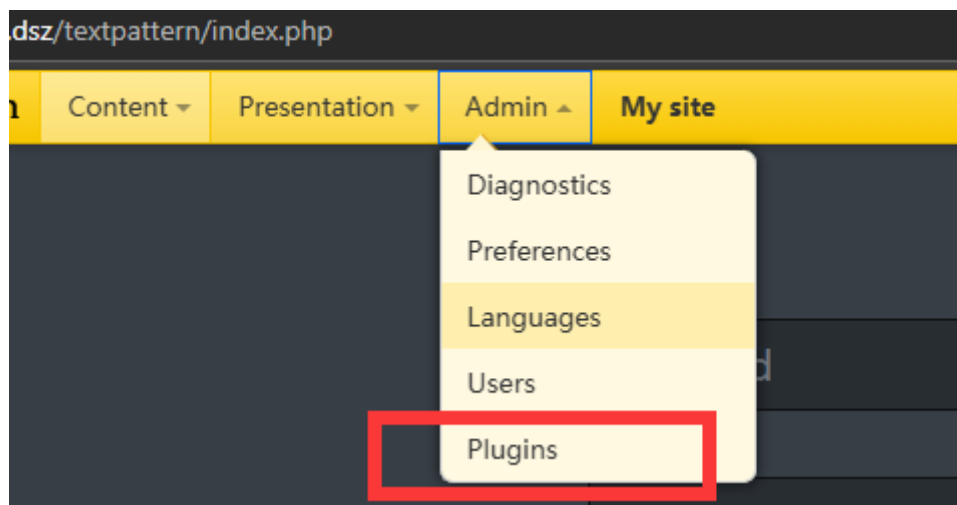 .dsz/textpattern/index.php
n Content Presentation Admin My site
Diagnostics
Preferences
Languages
Users
Plugins